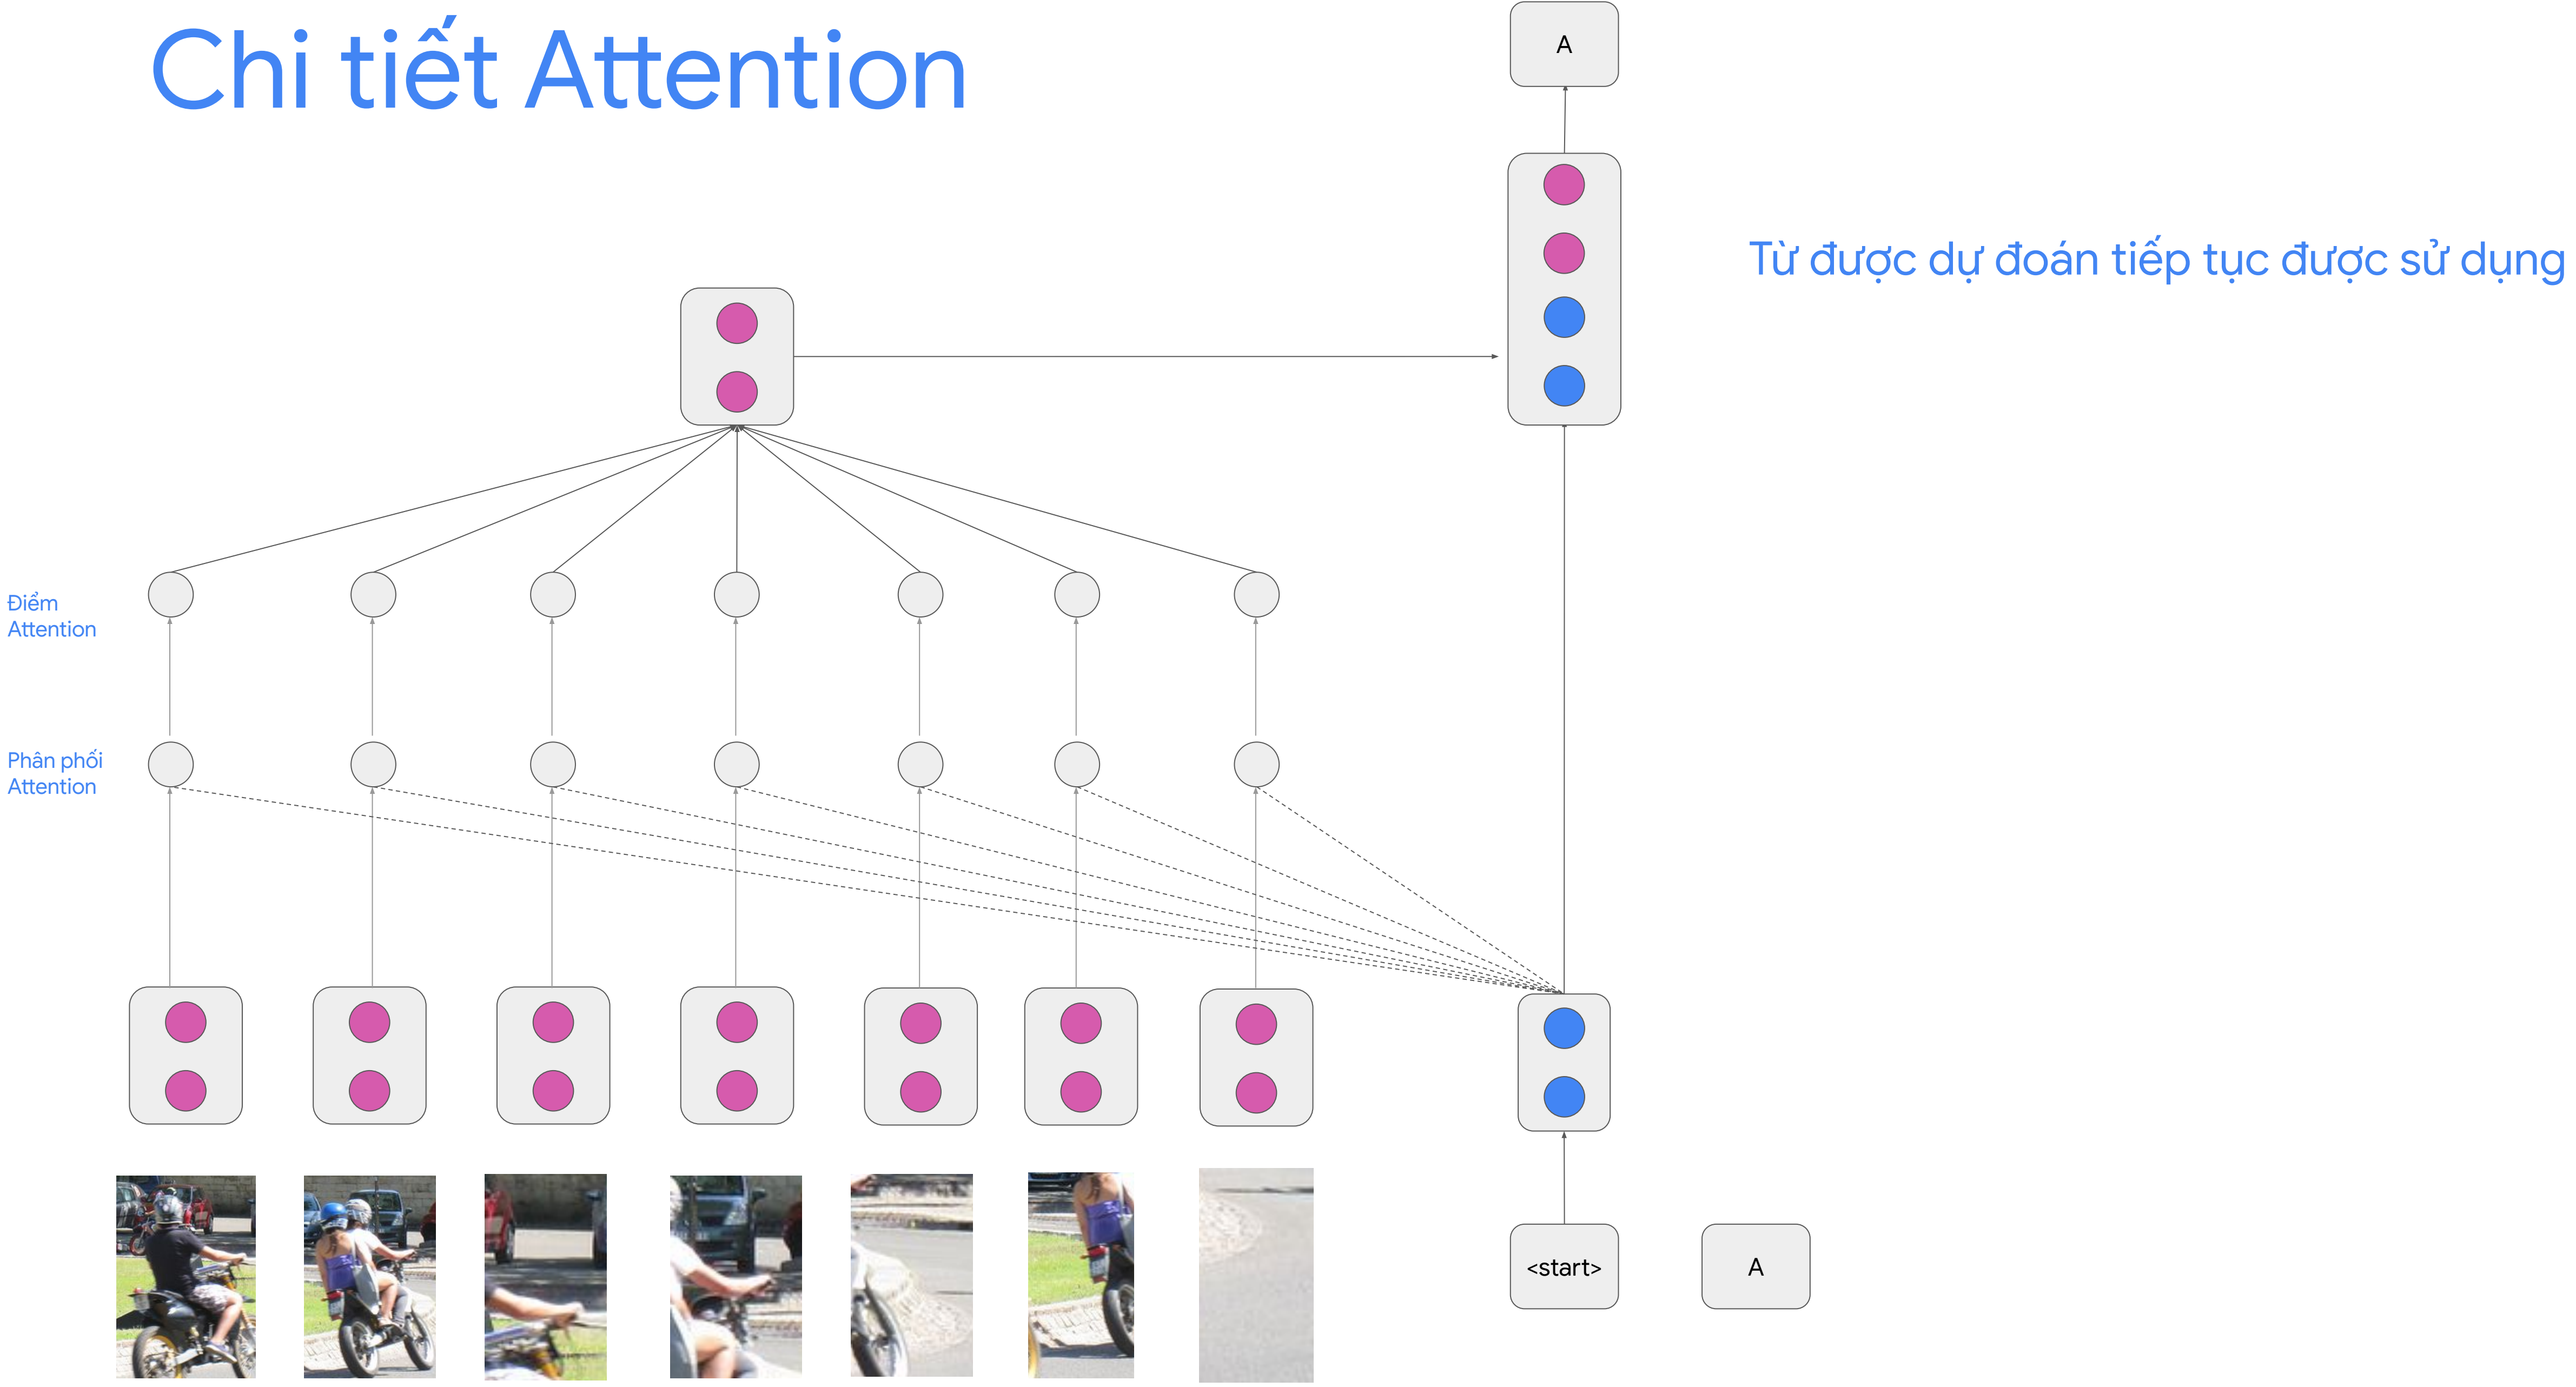 Chi tiết Attention
A
Từ được dự đoán tiếp tục được sử dụng
Điểm
Attention
Phân phối
Attention
<start>
A